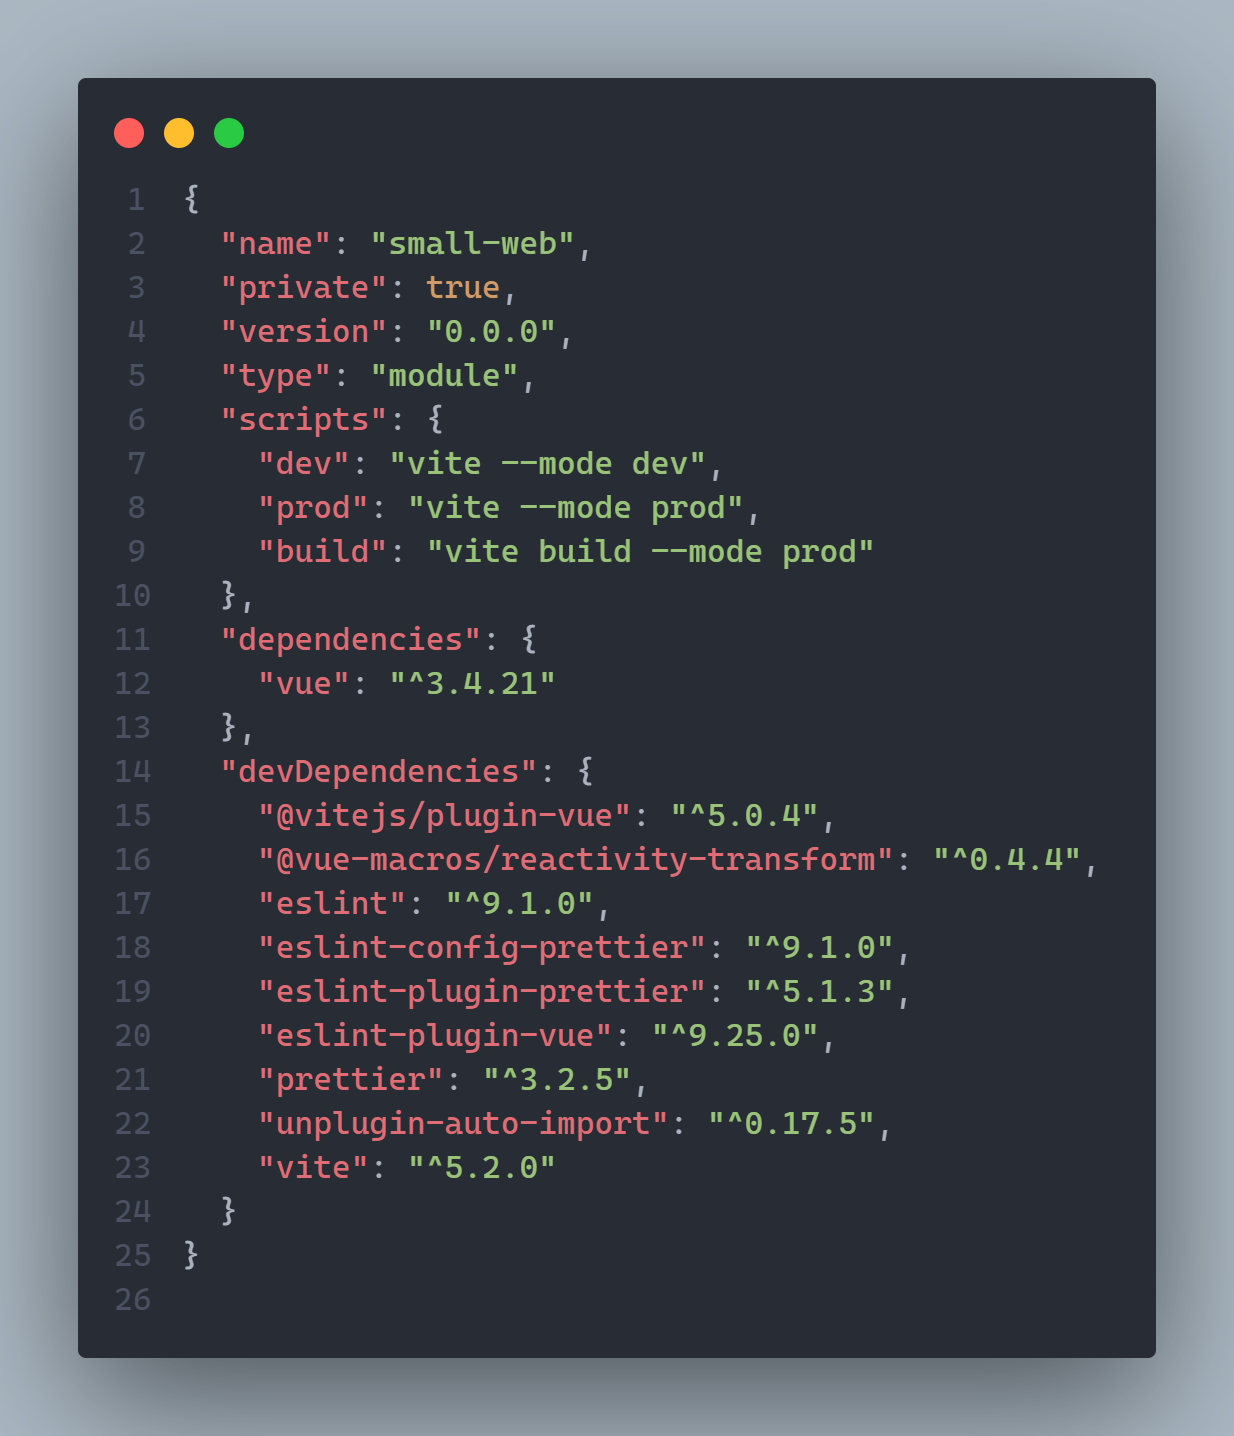 1 {
2   "name": "small-web",
3   "private": true,
4   "version": "0.0.0",
5   "type": "module",
6   "scripts": {
7     "dev": "vite --mode dev",
8     "prod": "vite --mode prod",
9     "build": "vite build --mode prod"
10   },
11   "dependencies": {
12     "vue": "^3.4.21"
13   },
14   "devDependencies": {
15     "@vitejs/plugin-vue": "^5.0.4",
16     "@vue-macros/reactivity-transform": "^0.4.4",
17     "eslint": "^9.1.0",
18     "eslint-config-prettier": "^9.1.0",
19     "eslint-plugin-prettier": "^5.1.3",
20     "eslint-plugin-vue": "^9.25.0",
21     "prettier": "^3.2.5",
22     "unplugin-auto-import": "^0.17.5",
23     "vite": "^5.2.0"
24   }
25 }
26